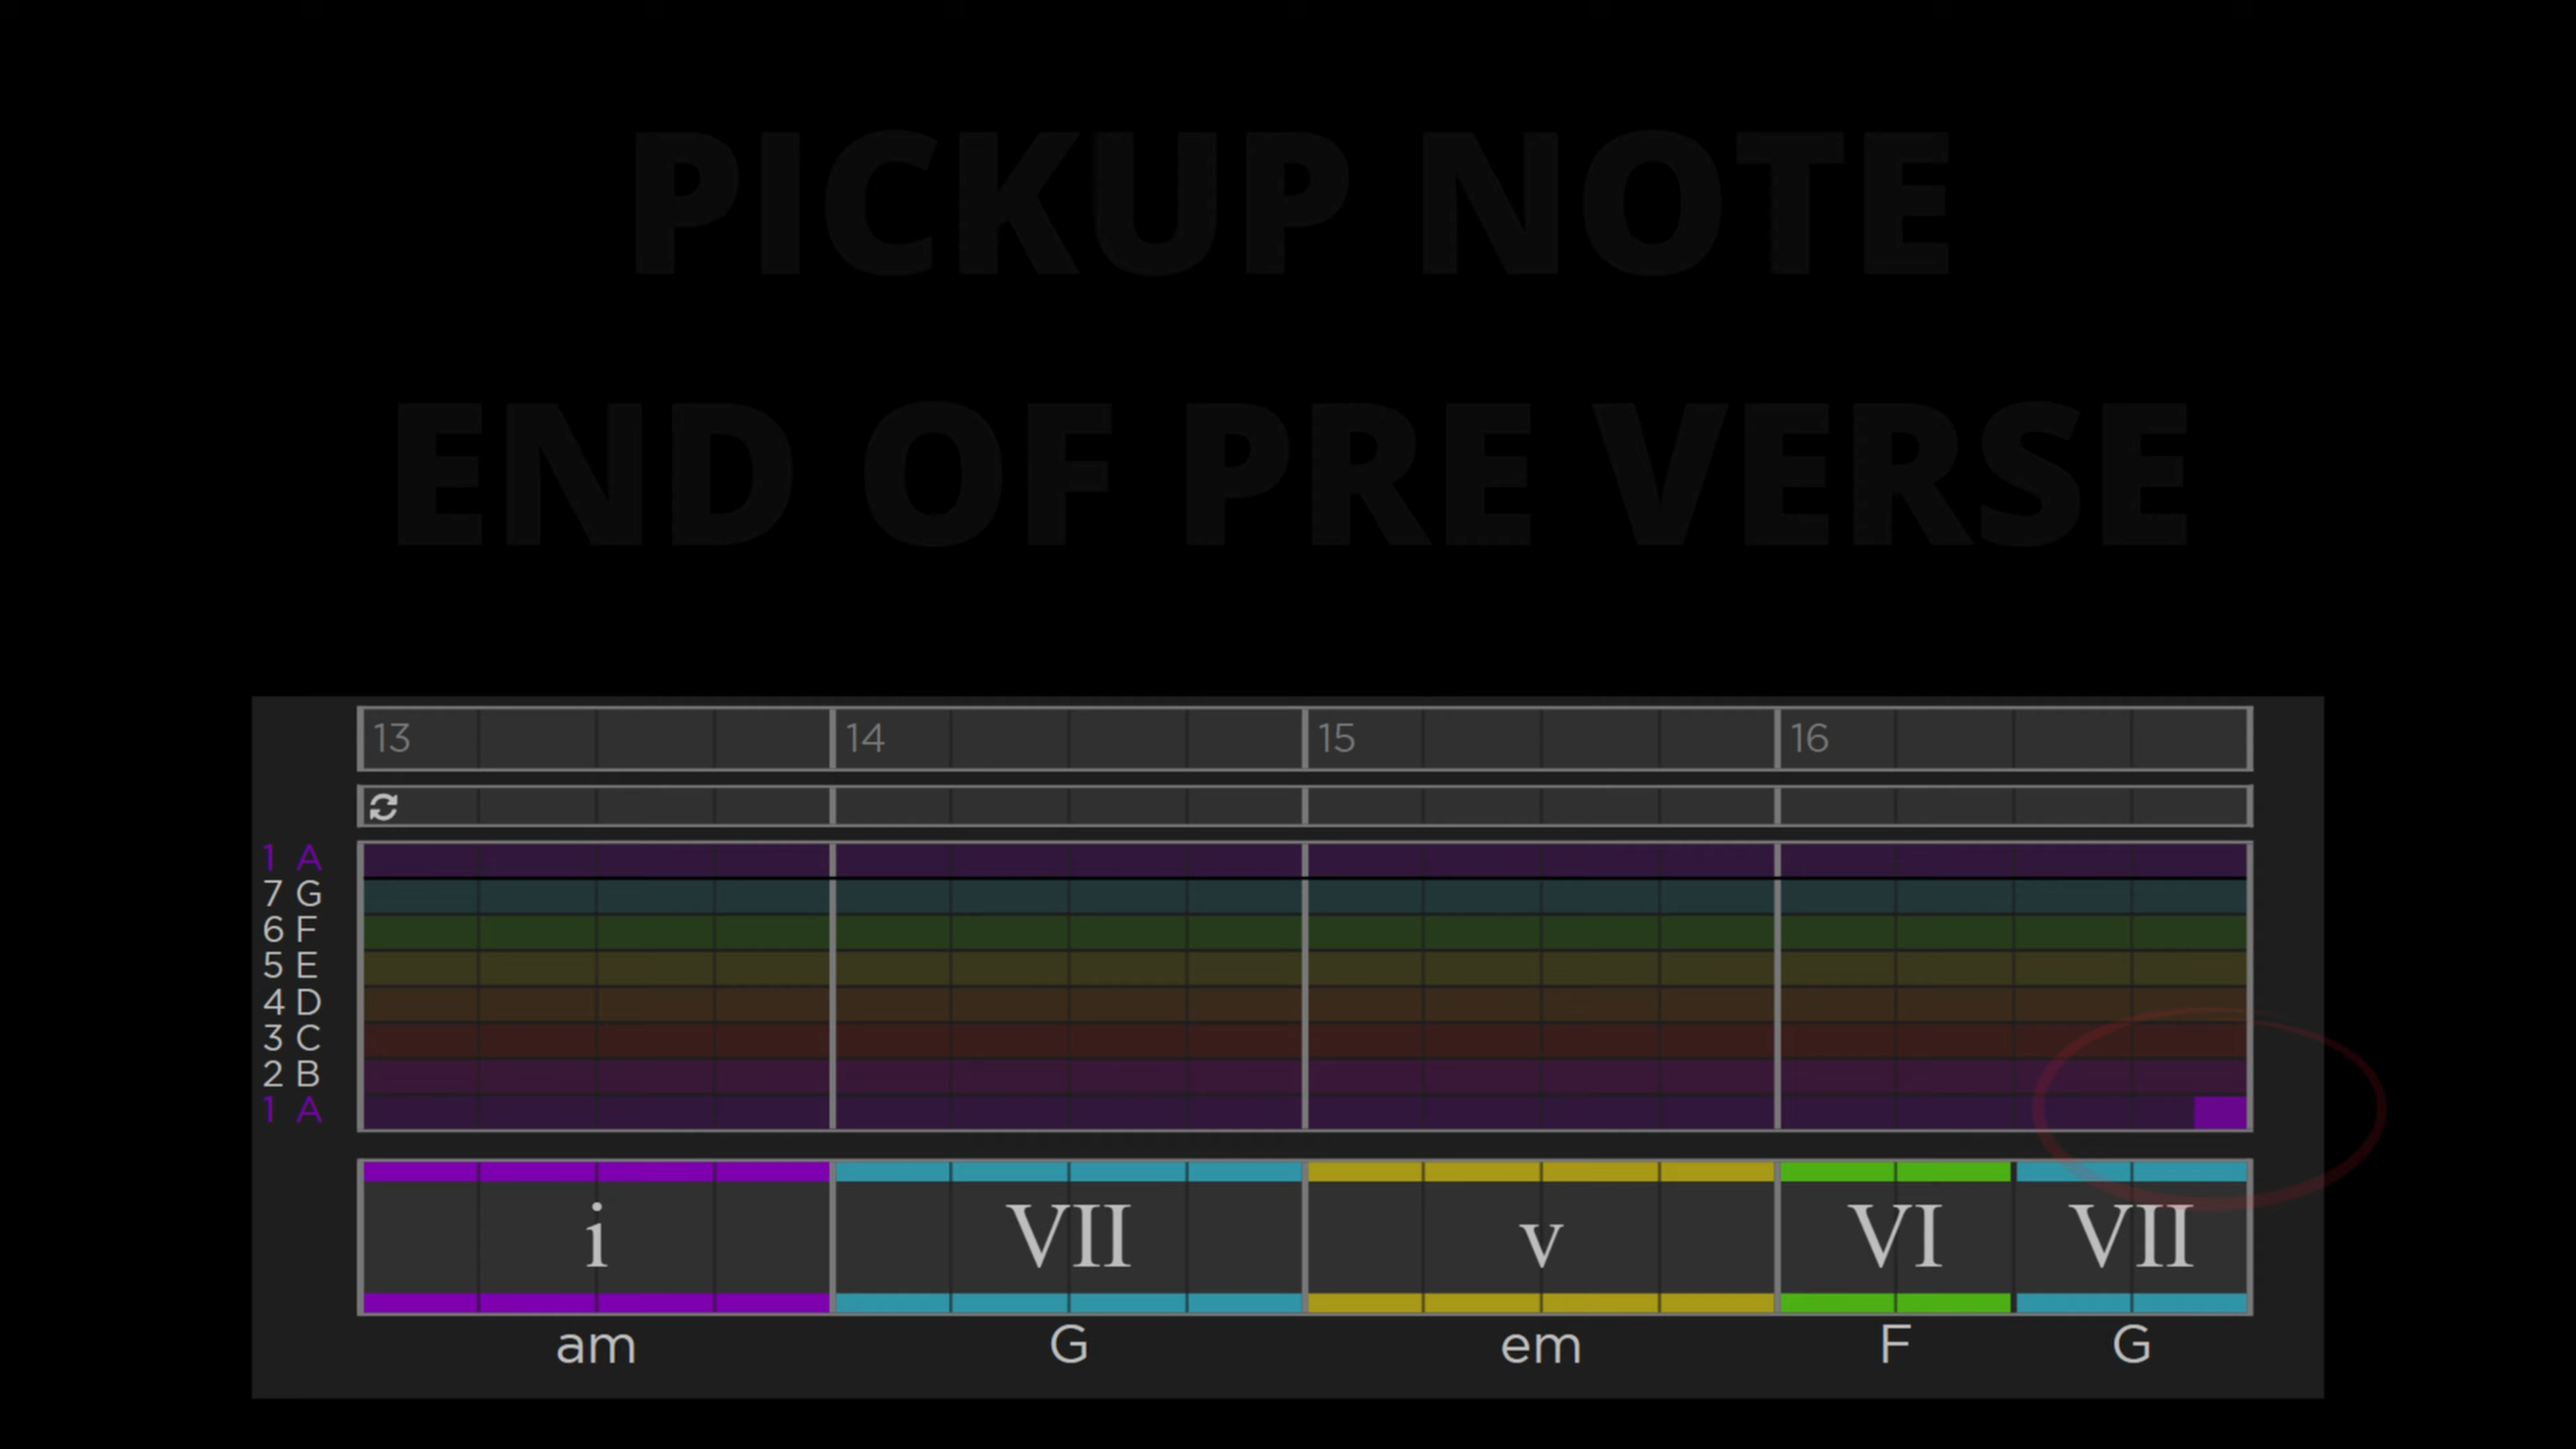 PICKUP NOTE
END OF PRE VERSE
13 14 15 16
1 A
7 G
6 F
5 E
4 D
3 C
2 B
1 A
i VII v VI VII
am G em F G